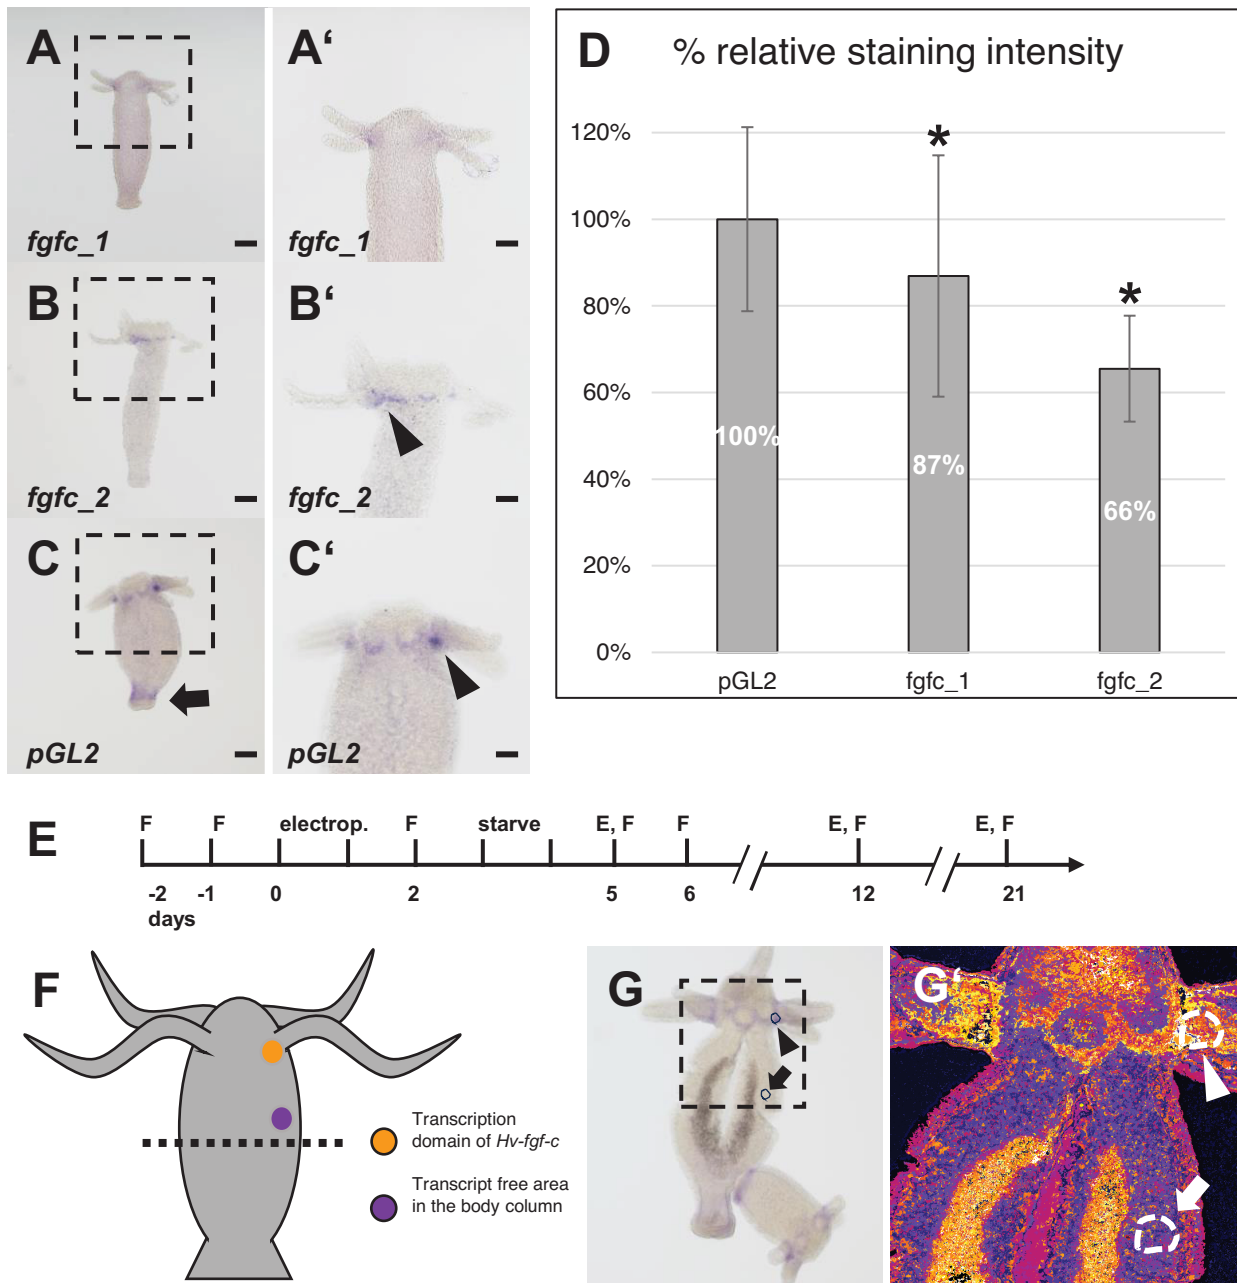 A
fgfc_1
A'
fgfc_1
B
fgfc_2
B'
fgfc_2
C
pGL2
C'
pGL2
D % relative staining intensity
120%
100%
80%
60%
40%
20%
0%
*
*
100%
87%
66%
pGL2 fgfc_1 fgfc_2
E
F F electrop. F starve E, F F E, F E, F
-2 -1 0 2 5 6 12 21
days
F
Transcription
domain of Hv-fgf-c
Transcript free area
in the body column
G
G'